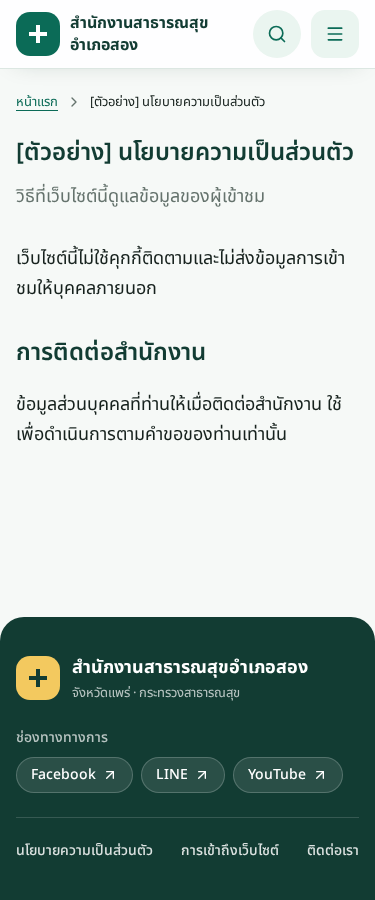 สำนักงานสาธารณสุข
อำเภอสอง
หน้าแรก
[ตัวอย่าง] นโยบายความเป็นส่วนตัว
[ตัวอย่าง] นโยบายความเป็นส่วนตัว
วิธีที่เว็บไซต์นี้ดูแลข้อมูลของผู้เข้าชม
เว็บไซต์นี้ไม่ใช้คุกกี้ติดตามและไม่ส่งข้อมูลการเข้า
ชมให้บุคคลภายนอก
การติดต่อสำนักงาน
ข้อมูลส่วนบุคคลที่ท่านให้เมื่อติดต่อสำนักงาน ใช้
เพื่อดำเนินการตามคำขอของท่านเท่านั้น
สำนักงานสาธารณสุขอำเภอสอง
จังหวัดแพร่ · กระทรวงสาธารณสุข
ช่องทางทางการ
Facebook
LINE
YouTube
นโยบายความเป็นส่วนตัว
การเข้าถึงเว็บไซต์
ติดต่อเรา